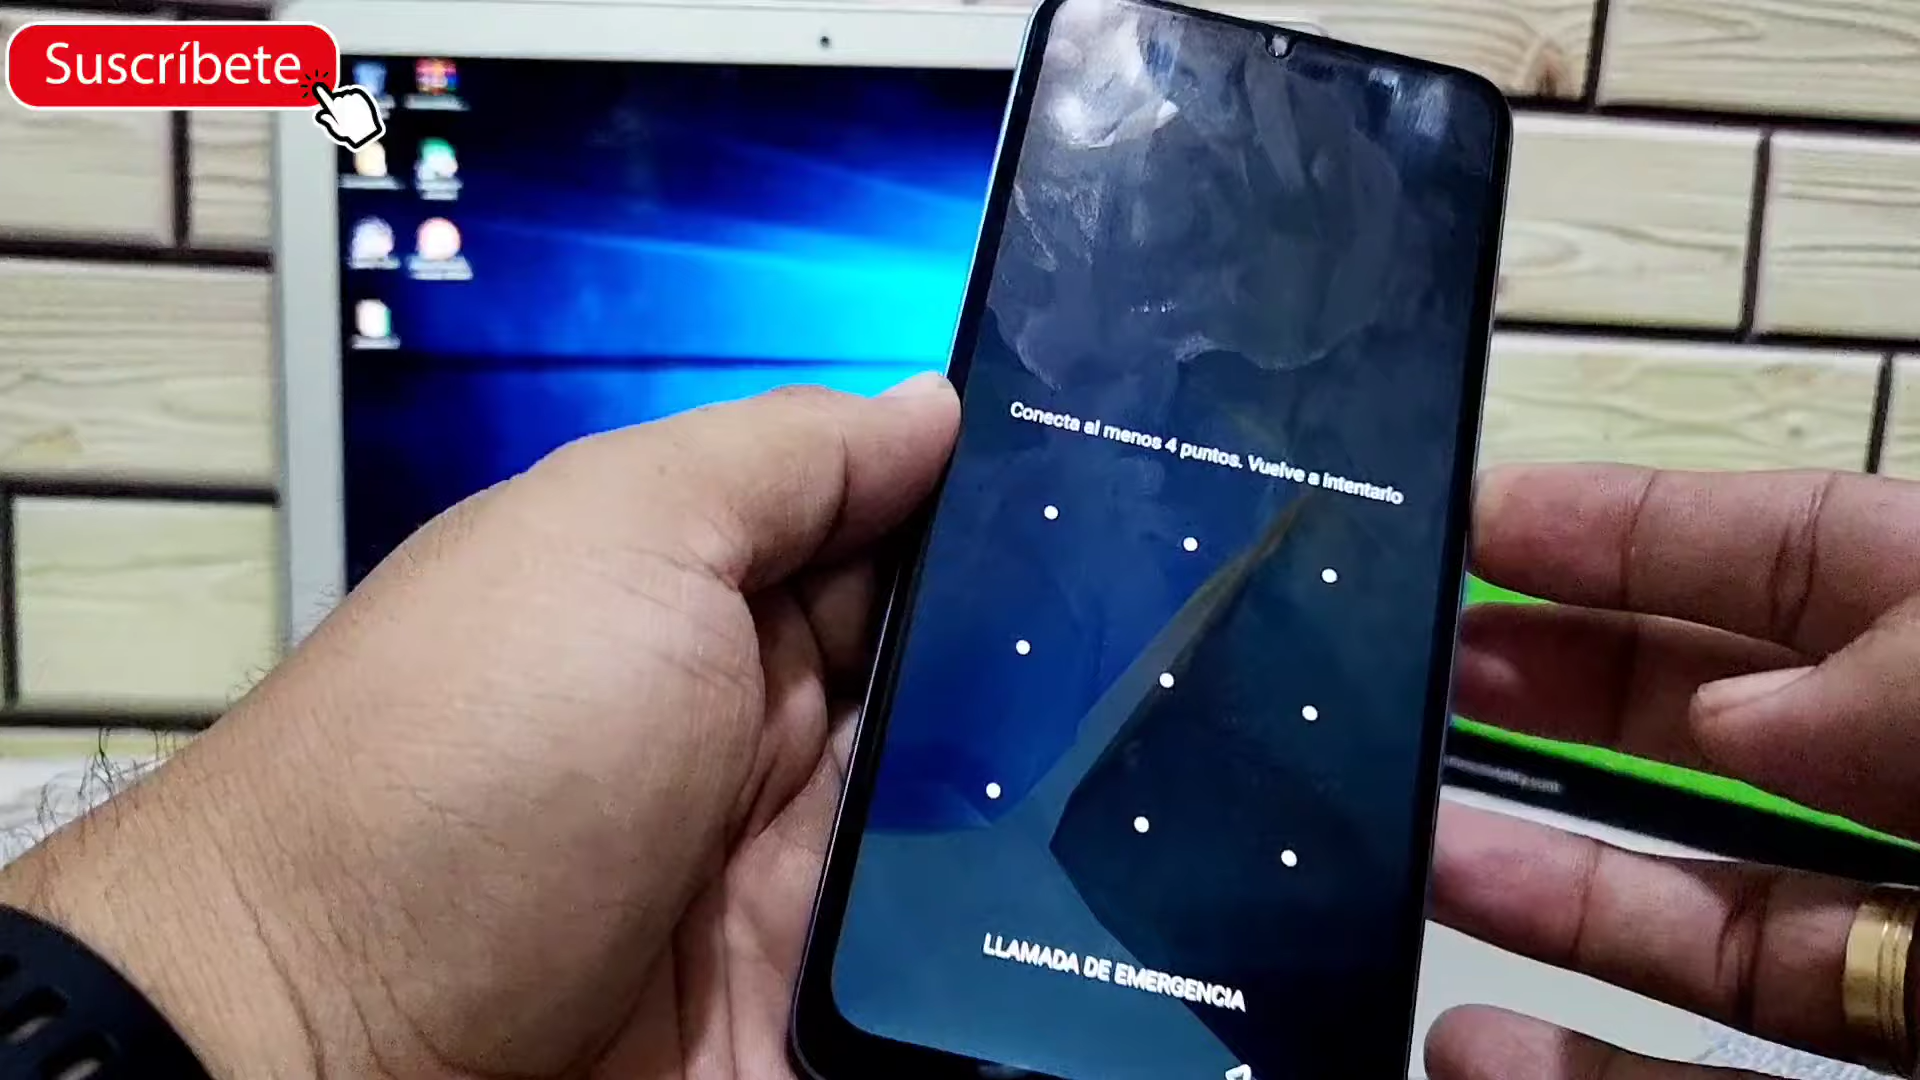 Suscríbete
Conecta al menos 4 puntos. Vuelve a intentarlo
LLAMADA DE EMERGENCIA